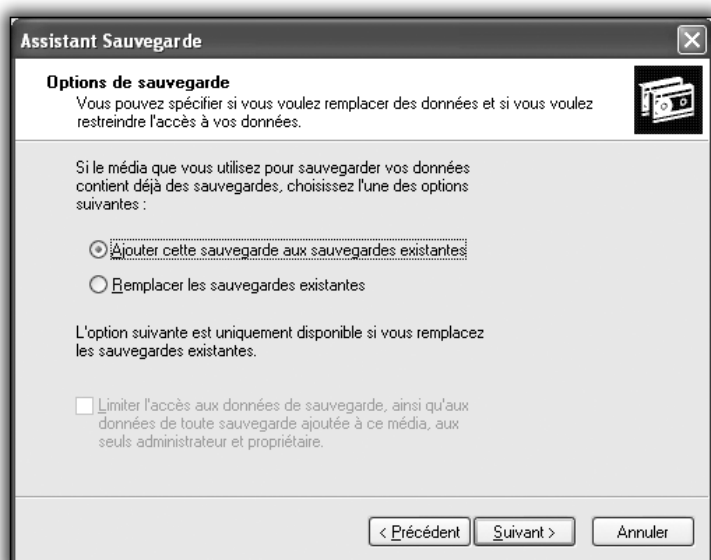 Assistant Sauvegarde
Options de sauvegarde
Vous pouvez spécifier si vous voulez remplacer des données et si vous voulez
restreindre l'accès à vos données.
Si le média que vous utilisez pour sauvegarder vos données
contient déjà des sauvegardes, choisissez l'une des options
suivantes :
Ajouter cette sauvegarde aux sauvegardes existantes
Remplacer les sauvegardes existantes
L'option suivante est uniquement disponible si vous remplacez
les sauvegardes existantes.
Limiter l'accès aux données de sauvegarde, ainsi qu'aux
données de toute sauvegarde ajoutée à ce média, aux
seuls administrateur et propriétaire.
< Précédent Suivant > Annuler